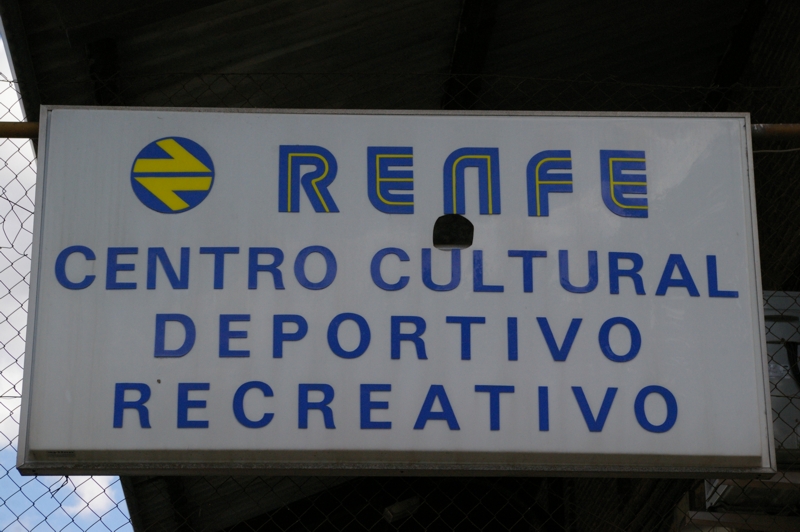 RENFE
CENTRO CULTURAL
DEPORTIVO
RECREATIVO